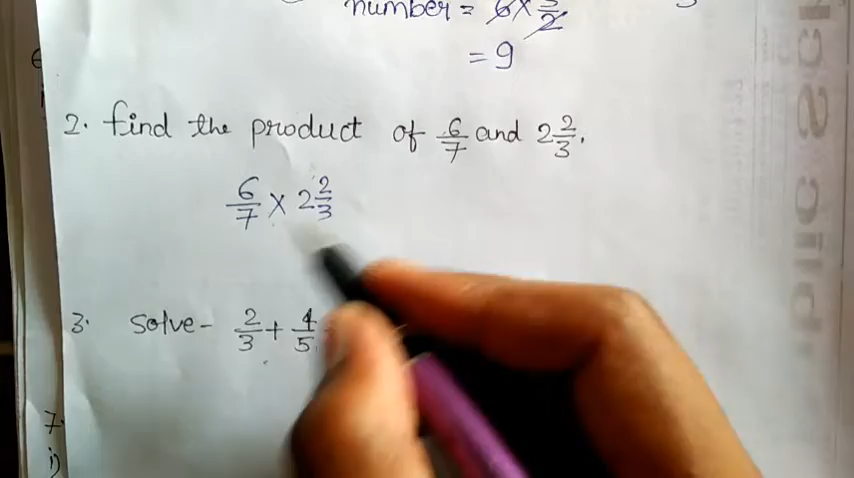 number = 6 × 3/2
= 9
2. find the product of 6/7 and 2 2/3.
6/7 × 2 2/3
3. solve - 2/3 + 4/5
7.
i)